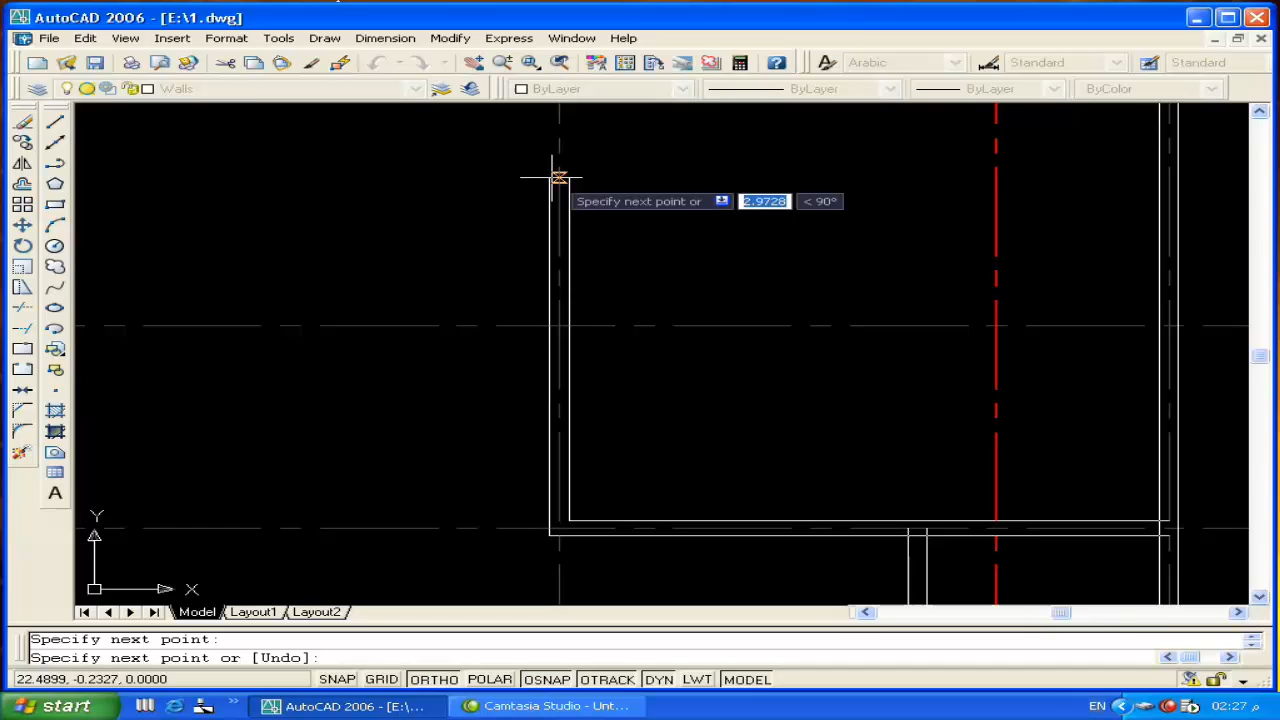 AutoCAD 2006 - [E:\1.dwg]
File Edit View Insert Format Tools Draw Dimension Modify Express Window Help
Arabic Standard Standard
Walls ByLayer ByLayer ByLayer ByColor
Specify next point or 2.9728 < 90°
Y
X
Model Layout1 Layout2
Specify next point:
Specify next point or [Undo]:
22.4899, -0.2327, 0.0000 SNAP GRID ORTHO POLAR OSNAP OTRACK DYN LWT MODEL
start AutoCAD 2006 - [E:\... Camtasia Studio - Unt... EN 02:27 م